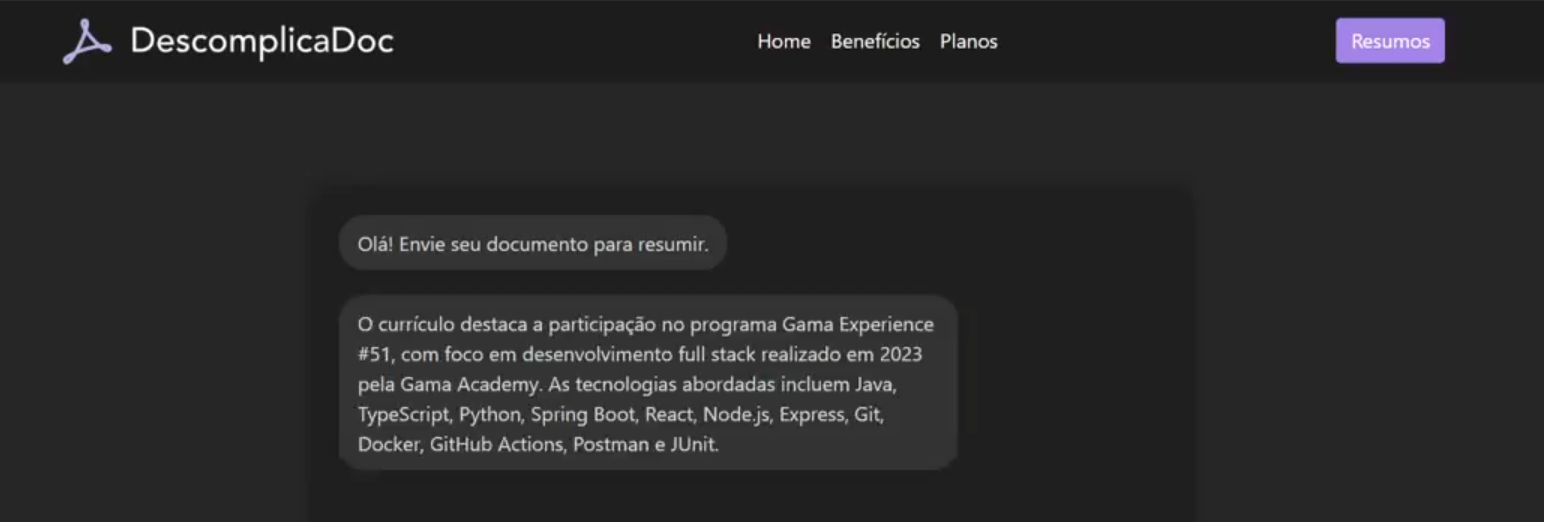 DescomplicaDoc
Home Benefícios Planos
Resumos
Olá! Envie seu documento para resumir.
O currículo destaca a participação no programa Gama Experience
#51, com foco em desenvolvimento full stack realizado em 2023
pela Gama Academy. As tecnologias abordadas incluem Java,
TypeScript, Python, Spring Boot, React, Node.js, Express, Git,
Docker, GitHub Actions, Postman e JUnit.